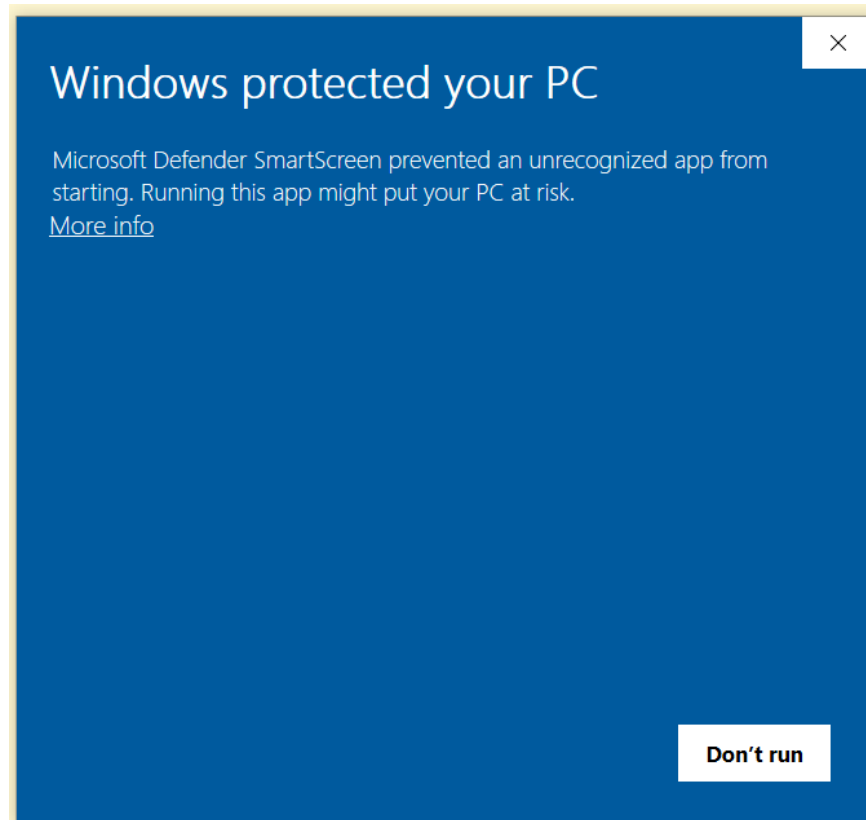 Windows protected your PC
Microsoft Defender SmartScreen prevented an unrecognized app from
starting. Running this app might put your PC at risk.
More info
Don't run